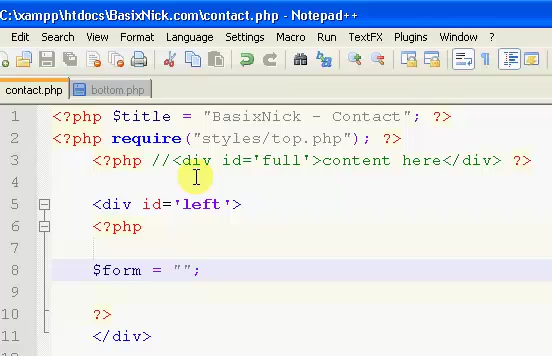 C:\xampp\htdocs\BasixNick.com\contact.php - Notepad++
Edit Search View Format Language Settings Macro Run TextFX Plugins Window ?
contact.php bottom.php
1 <?php $title = "BasixNick - Contact"; ?>
2 <?php require("styles/top.php"); ?>
3 <?php //<div id='full'>content here</div> ?>
4
5 <div id='left'>
6 <?php
7
8 $form = "";
9
10 ?>
11 </div>